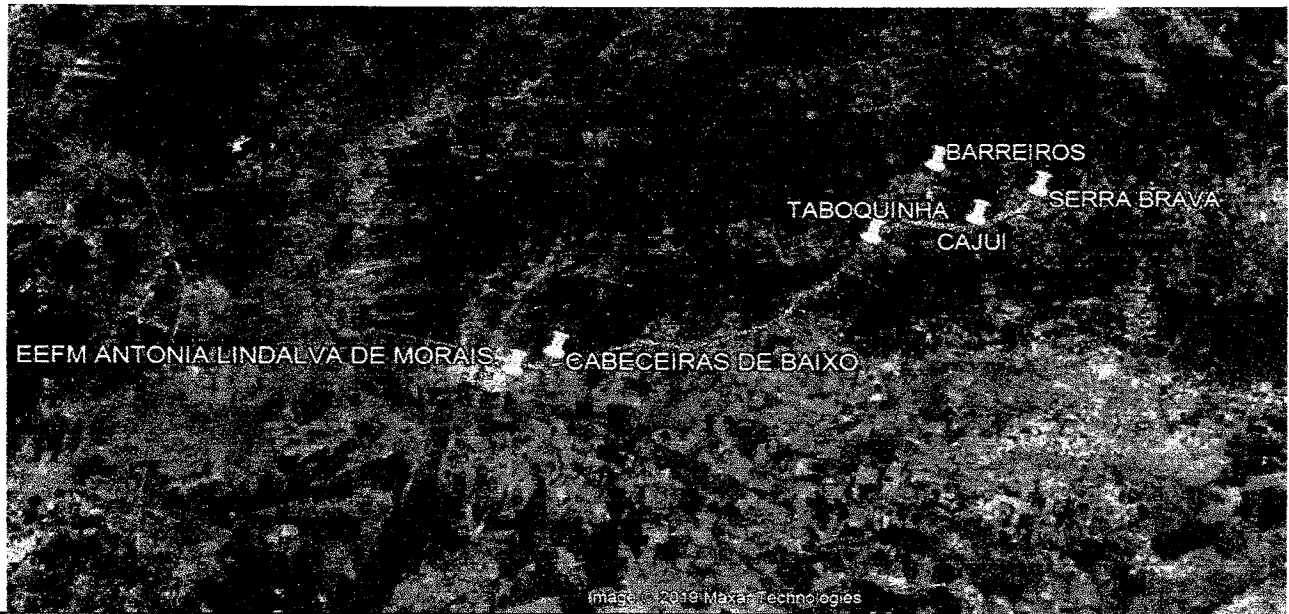 BARREIROS
SERRA BRAVA
TABOQUINHA
CAJUI
EEFM ANTONIA LINDALVA DE MORAIS
CABECEIRAS DE BAIXO
Image © 2019 Maxar Technologies